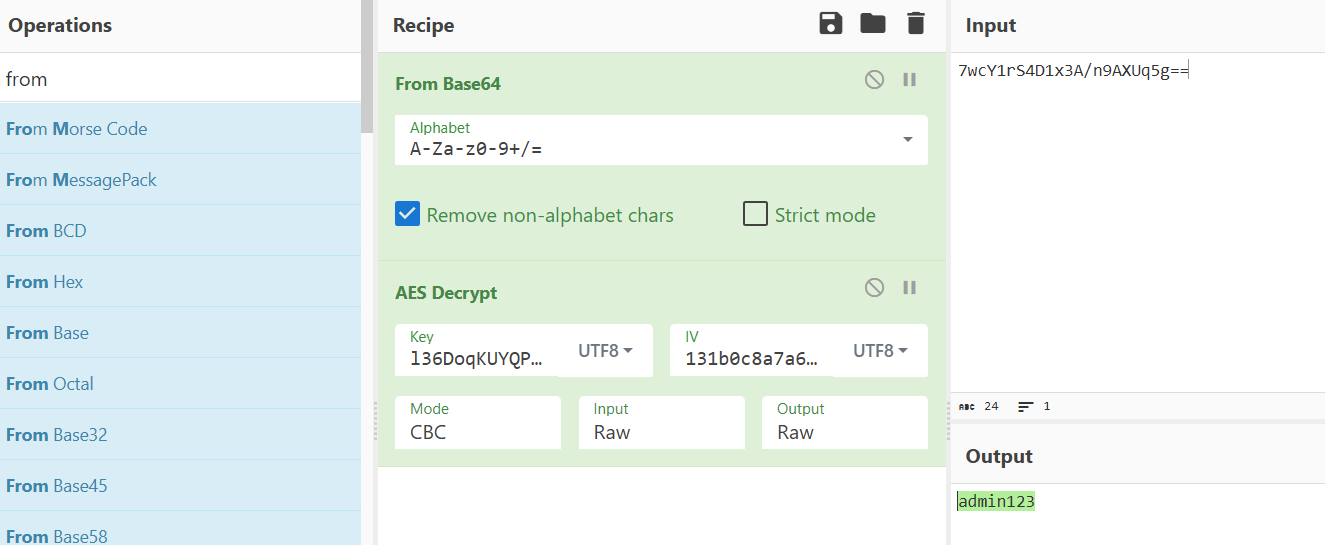 Operations
from
From Morse Code
From MessagePack
From BCD
From Hex
From Base
From Octal
From Base32
From Base45
From Base58
Recipe
From Base64
Alphabet
A-Za-z0-9+/=
Remove non-alphabet chars
Strict mode
AES Decrypt
Key
l36DoqKUYQP…
UTF8
IV
131b0c8a7a6…
UTF8
Mode
CBC
Input
Raw
Output
Raw
Input
7wcY1rS4D1x3A/n9AXUq5g==
ABC 24
1
Output
admin123